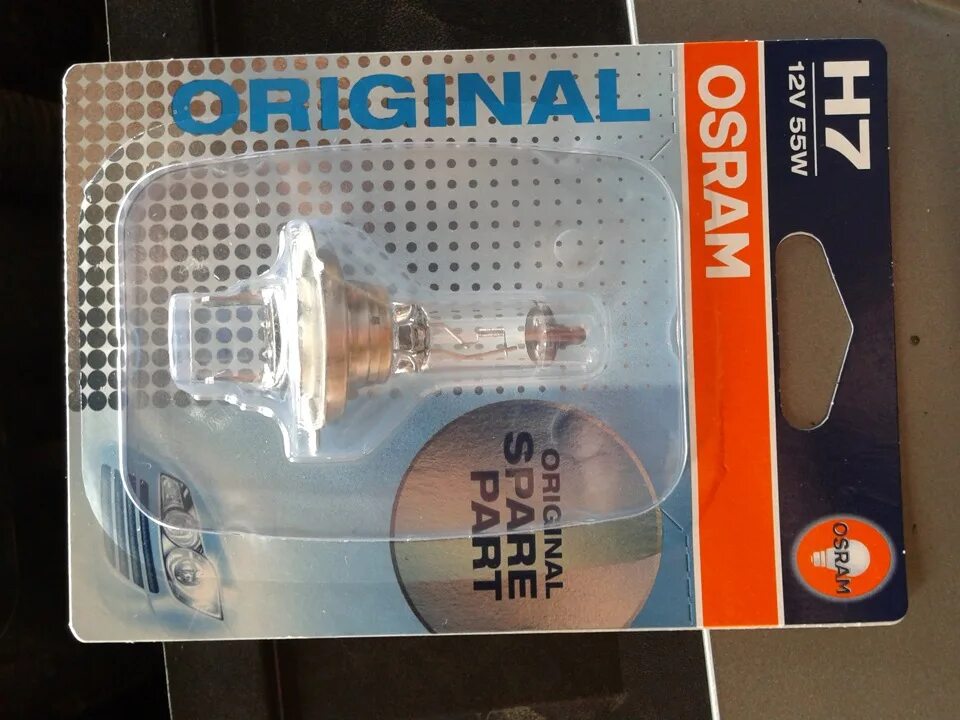 H7
12V 55W
OSRAM
OSRAM
ORIGINAL
ORIGINAL
SPARE
PART